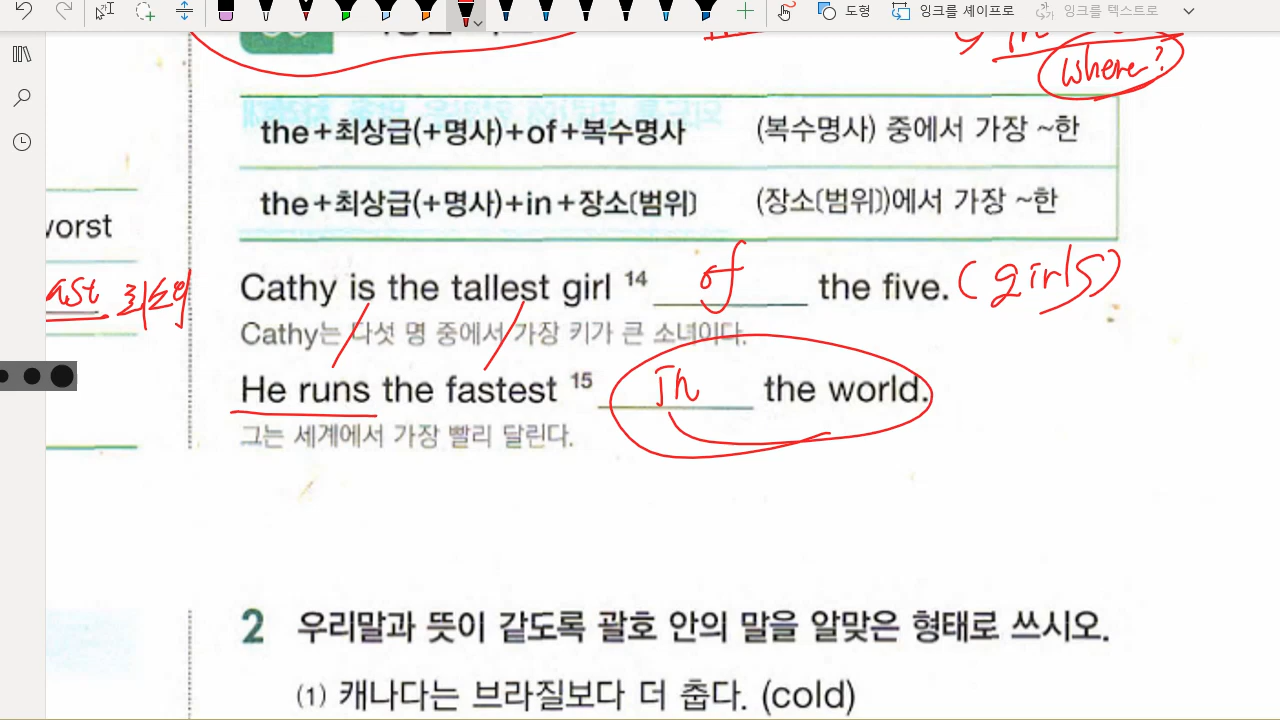 도형 잉크를 셰이프로 잉크를 텍스트로
where?
the+최상급(+명사)+of+복수명사 (복수명사) 중에서 가장 ~한
the+최상급(+명사)+in+장소[범위] (장소[범위])에서 가장 ~한
worst
Cathy is the tallest girl 14 of the five. (girls)
ast 최소의
Cathy는 다섯 명 중에서 가장 키가 큰 소녀이다.
He runs the fastest 15 In the world.
그는 세계에서 가장 빨리 달린다.
2 우리말과 뜻이 같도록 괄호 안의 말을 알맞은 형태로 쓰시오.
(1) 캐나다는 브라질보다 더 춥다. (cold)